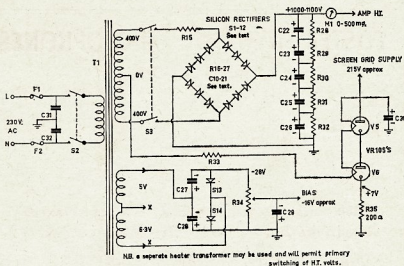 +1000-1100V
AMP H.T.
M1 0-500mA
SILICON RECTIFIERS
S1-12
See text
400V
R15
T1
0V
R16-27
C10-21
See text.
400V
S3
C22
R28
C23
R29
C24
R30
C25
R31
C26
R32
SCREEN GRID SUPPLY
215V approx
C30
V5
VR105'S
V6
+7V
R35
200Ω
L
F1
230V.
AC
C31
C32
N
F2
S2
R33
5V
X
6·3V
X
C27
C28
S13
S14
-28V
R34
BIAS
-16V approx
C29
N.B. a seperate heater transformer may be used and will permit primary
switching of H.T. volts.